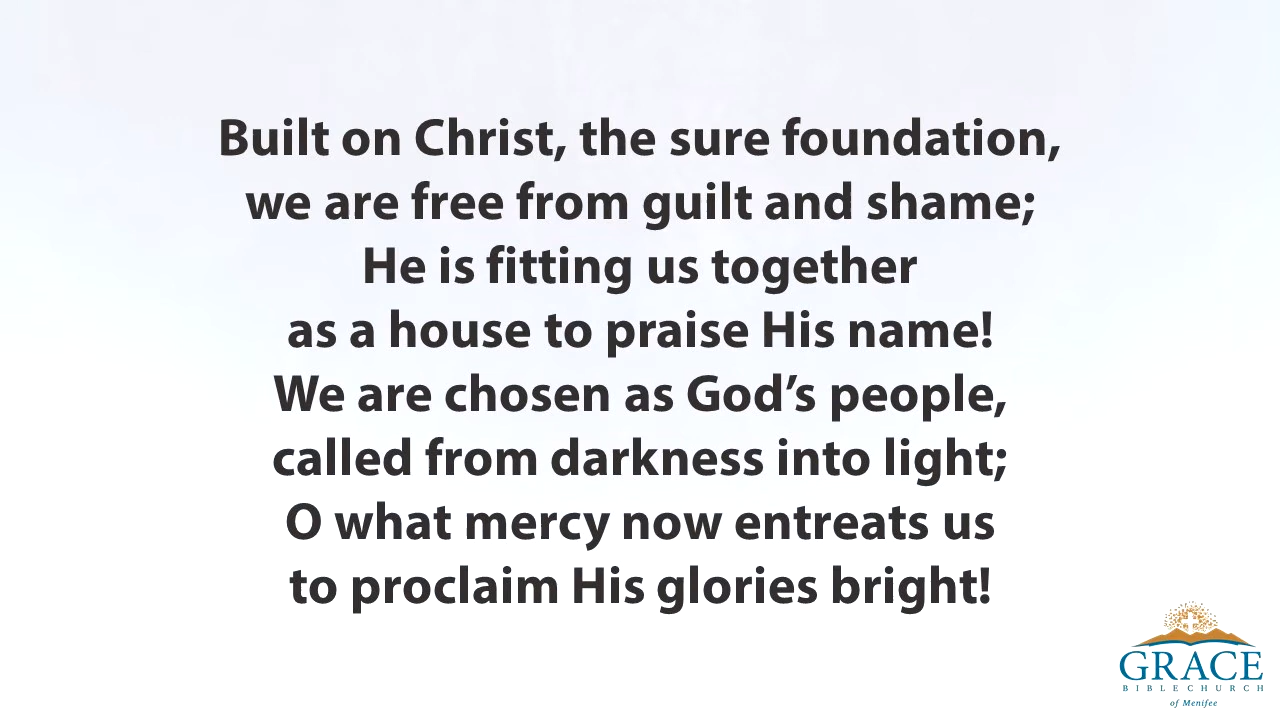 Built on Christ, the sure foundation,
we are free from guilt and shame;
He is fitting us together
as a house to praise His name!
We are chosen as God’s people,
called from darkness into light;
O what mercy now entreats us
to proclaim His glories bright!
GRACE
BIBLE CHURCH
of Menifee